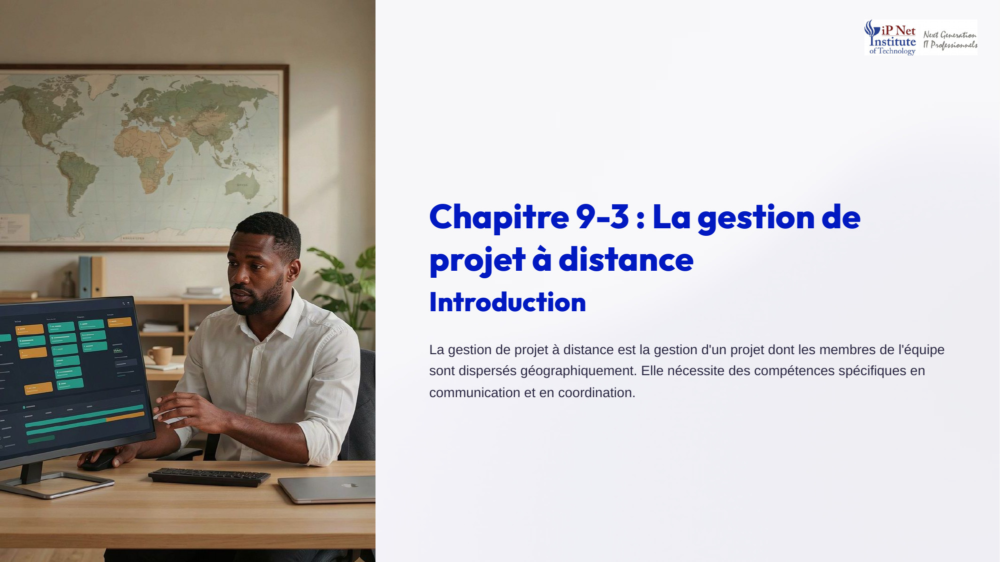 iP Net
Institute
of Technology
Next Generation
IT Professionnels
Chapitre 9-3 : La gestion de
projet à distance
Introduction
La gestion de projet à distance est la gestion d'un projet dont les membres de l'équipe
sont dispersés géographiquement. Elle nécessite des compétences spécifiques en
communication et en coordination.